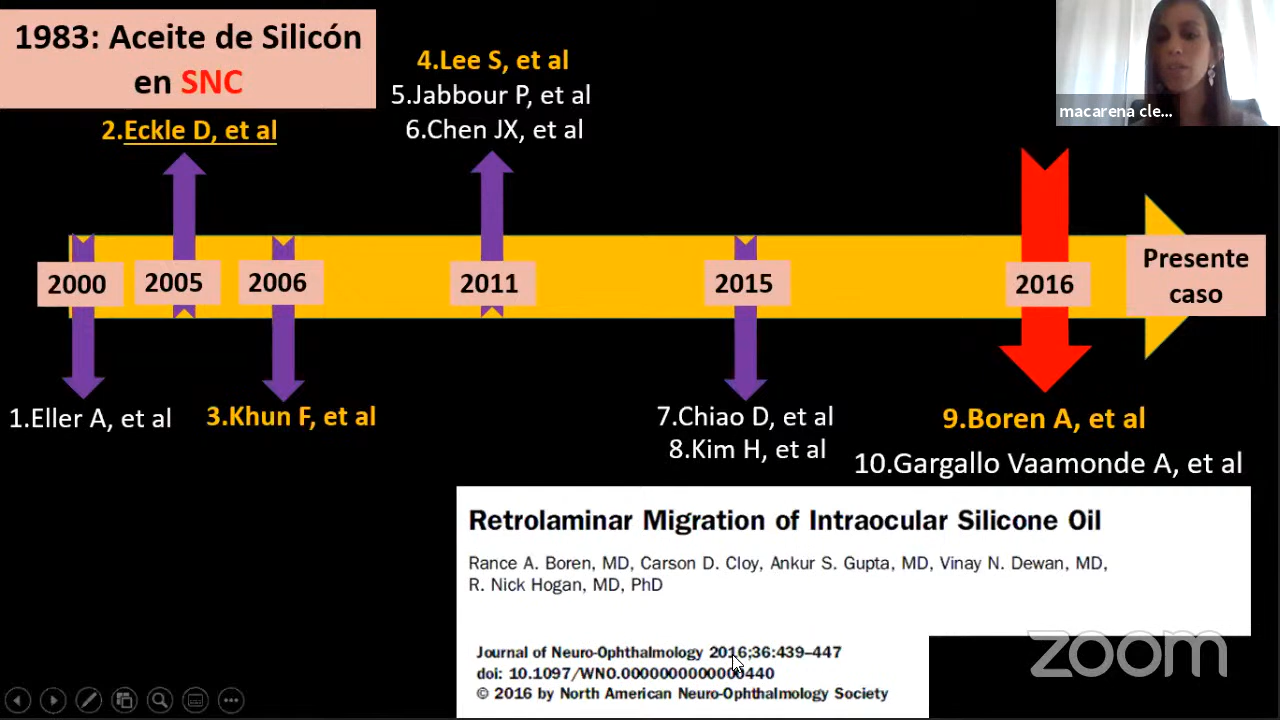 1983: Aceite de Silicón
en SNC
macarena cle...
2.Eckle D, et al
4.Lee S, et al
5.Jabbour P, et al
6.Chen JX, et al
2000
2005
2006
2011
2015
2016
Presente
caso
1.Eller A, et al
3.Khun F, et al
7.Chiao D, et al
8.Kim H, et al
9.Boren A, et al
10.Gargallo Vaamonde A, et al
Retrolaminar Migration of Intraocular Silicone Oil
Rance A. Boren, MD, Carson D. Cloy, Ankur S. Gupta, MD, Vinay N. Dewan, MD,
R. Nick Hogan, MD, PhD
Journal of Neuro-Ophthalmology 2016;36:439–447
doi: 10.1097/WNO.0000000000000440
© 2016 by North American Neuro-Ophthalmology Society
zoom